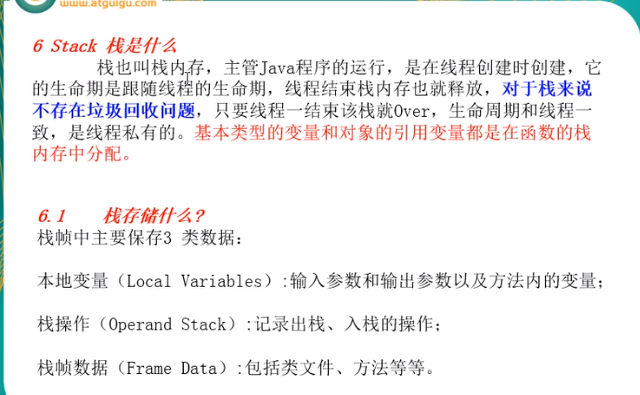 www.atguigu.com
6 Stack 栈是什么
栈也叫栈内存，主管Java程序的运行，是在线程创建时创建，它
的生命期是跟随线程的生命期，线程结束栈内存也就释放，对于栈来说
不存在垃圾回收问题，只要线程一结束该栈就Over，生命周期和线程一
致，是线程私有的。基本类型的变量和对象的引用变量都是在函数的栈
内存中分配。
6.1 栈存储什么?
栈帧中主要保存3 类数据：
本地变量（Local Variables）:输入参数和输出参数以及方法内的变量；
栈操作（Operand Stack）:记录出栈、入栈的操作；
栈帧数据（Frame Data）:包括类文件、方法等等。